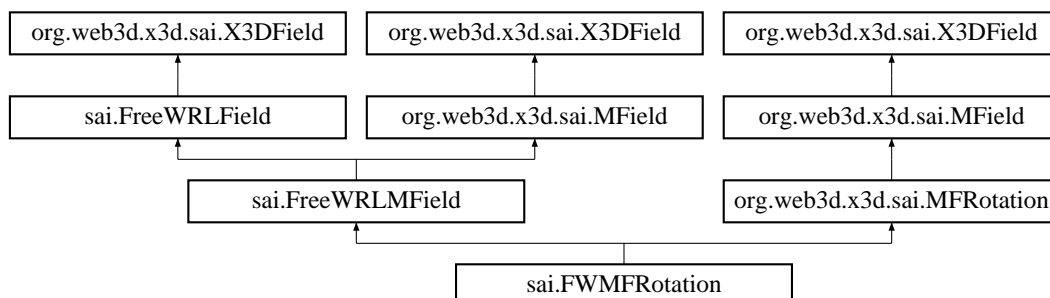 org.web3d.x3d.sai.X3DField
org.web3d.x3d.sai.X3DField
org.web3d.x3d.sai.X3DField
sai.FreeWRLField
org.web3d.x3d.sai.MField
org.web3d.x3d.sai.MField
sai.FreeWRLMField
org.web3d.x3d.sai.MFRotation
sai.FWMFRotation